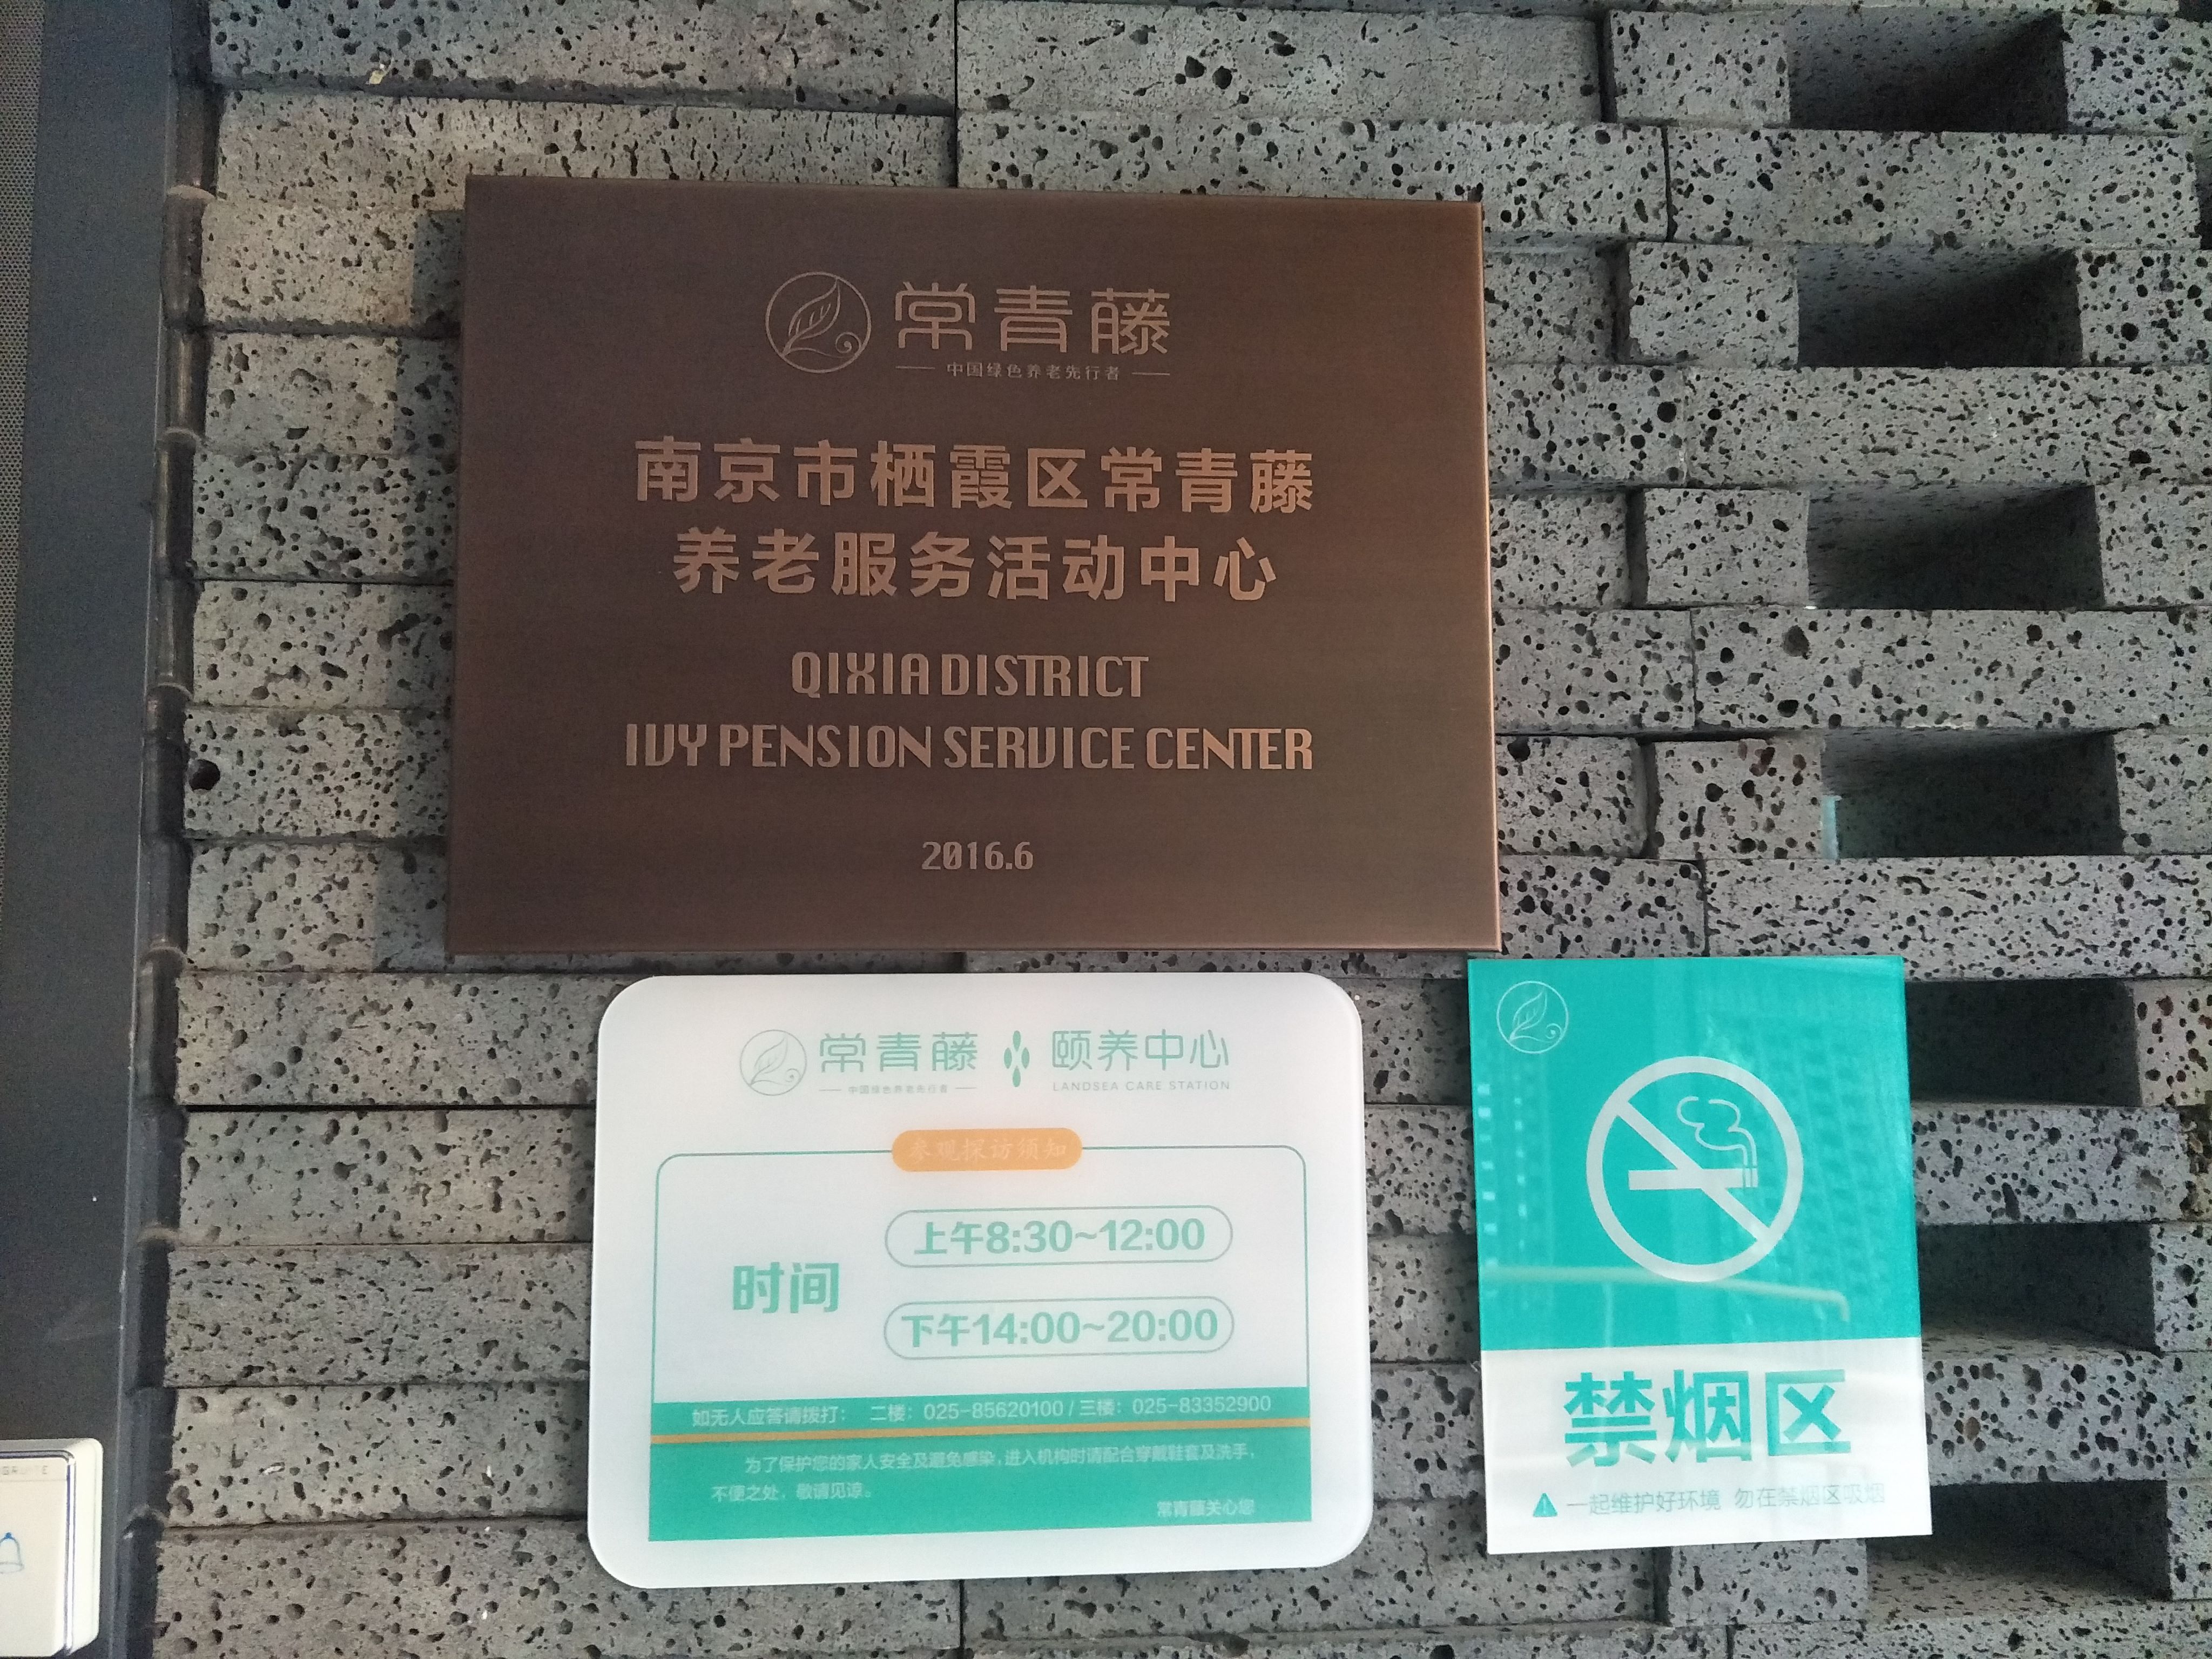 常青藤
中国绿色养老先行者
南京市栖霞区常青藤
养老服务活动中心
QIXIA DISTRICT
IVY PENSION SERVICE CENTER
2016.6
常青藤 颐养中心
中国绿色养老先行者 LANDSEA CARE STATION
参观探访须知
时间
上午8:30~12:00
下午14:00~20:00
如无人应答请拨打： 二楼：025-85620100 / 三楼：025-83352900
为了保护您的家人安全及避免感染，进入机构时请配合穿戴鞋套及洗手，
不便之处，敬请见谅。
常青藤关心您
禁烟区
一起维护好环境 勿在禁烟区吸烟